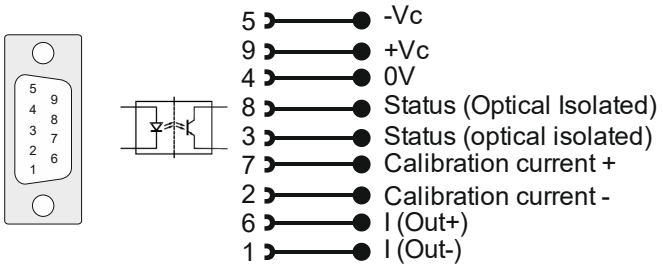 5
4
3
2
1
9
8
7
6
5 -Vc
9 +Vc
4 0V
8 Status (Optical Isolated)
3 Status (optical isolated)
7 Calibration current +
2 Calibration current -
6 I (Out+)
1 I (Out-)